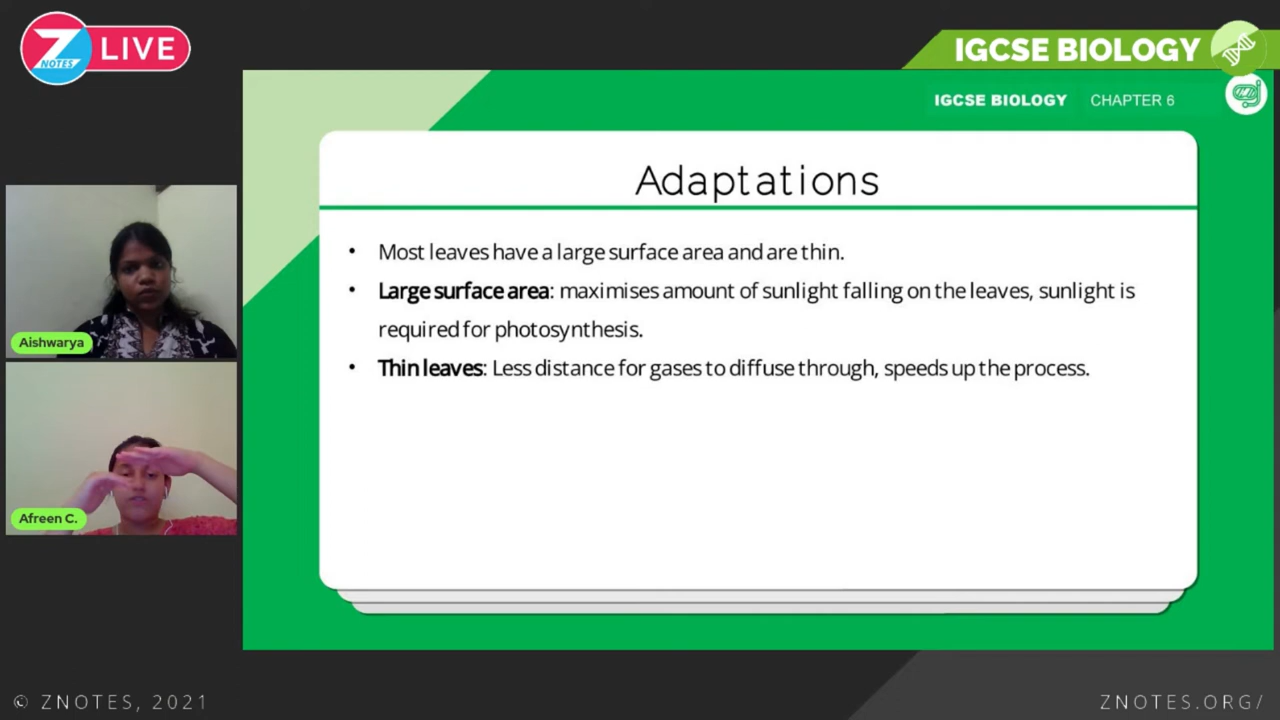 Z NOTES LIVE
IGCSE BIOLOGY
IGCSE BIOLOGY CHAPTER 6
Adaptations
• Most leaves have a large surface area and are thin.
• Large surface area: maximises amount of sunlight falling on the leaves, sunlight is
required for photosynthesis.
• Thin leaves: Less distance for gases to diffuse through, speeds up the process.
Aishwarya
Afreen C.
© ZNOTES, 2021
ZNOTES.ORG/